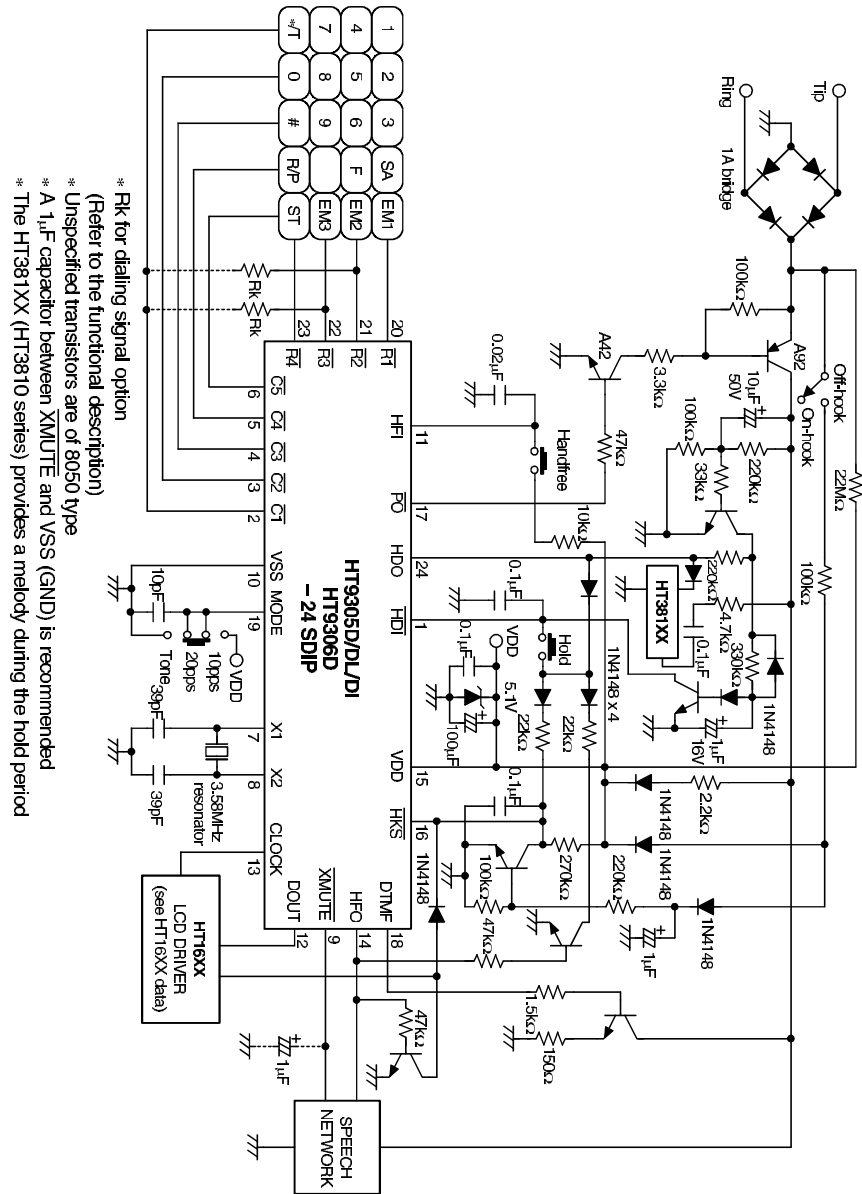 Tip
Ring
1A bridge
22MΩ
Off-hook
On-hook
100kΩ
A92
100kΩ
10µF
50V
220kΩ
33kΩ
100kΩ
3.3kΩ
A42
47kΩ
0.02µF
Handfree
10kΩ
220kΩ
4.7kΩ
0.1µF
HT381XX
330kΩ
1N4148
1µF
16V
0.1µF
Hold
1N4148 x 4
22kΩ
22kΩ
VDD
5.1V
0.1µF
100µF
0.1µF
2.2kΩ
1N4148
1N4148
1N4148
270kΩ
220kΩ
100kΩ
1µF
47kΩ
1N4148
1.5kΩ
150Ω
47kΩ
1µF
SPEECH
NETWORK
1 2 3 SA EM1
4 5 6 F EM2
7 8 9 EM3
*/T 0 # R/P ST
Rk
Rk
20 21 22 23
R1 R2 R3 R4
6 5 4 3 2
C5 C4 C3 C2 C1
11 17 24 1 15 16 18 14 9 12
HFI PO HDO HDI VDD HKS DTMF HFO XMUTE DOUT
HT9305D/DL/DI
HT9306D
– 24 SDIP
VSS MODE X1 X2 CLOCK
10 19 7 8 13
10pF
VDD
10pps
20pps
Tone
39pF
39pF
3.58MHz
resonator
HT16XX
LCD DRIVER
(see HT16XX data)
* Rk for dialing signal option
(Refer to the functional description)
* Unspecified transistors are of 8050 type
* A 1µF capacitor between XMUTE and VSS (GND) is recommended
* The HT381XX (HT3810 series) provides a melody during the hold period